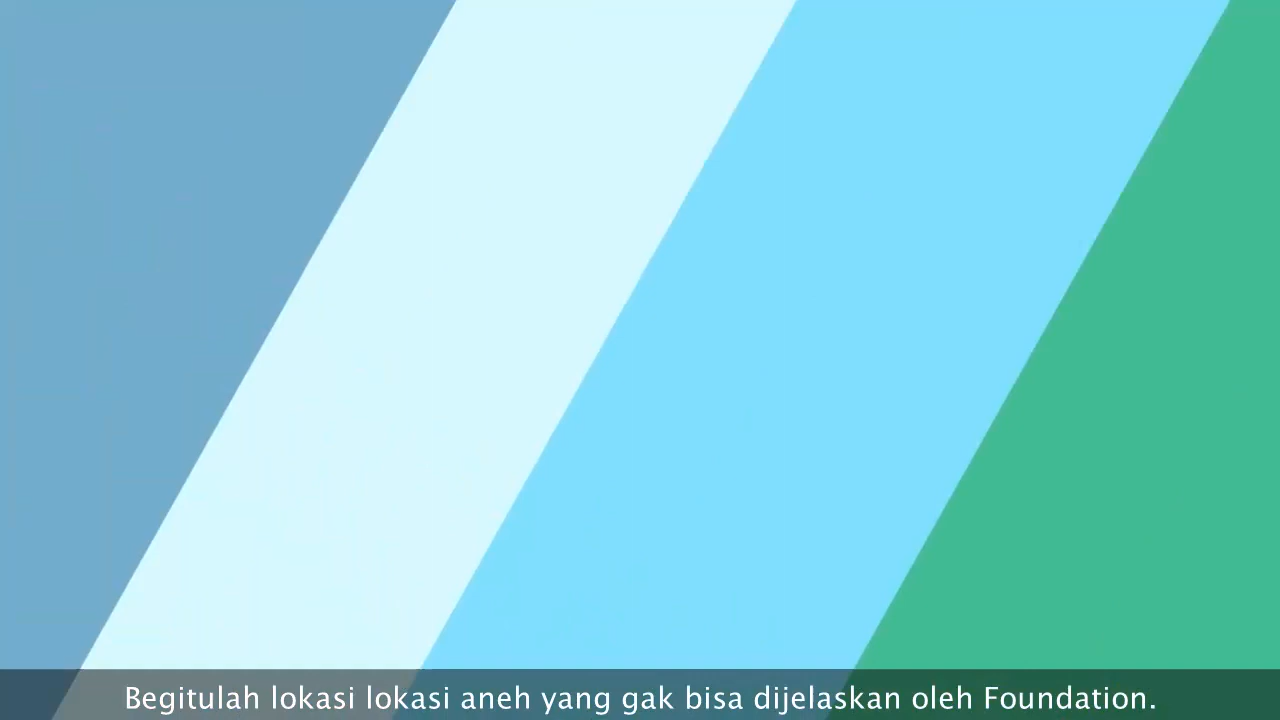 Begitulah lokasi lokasi aneh yang gak bisa dijelaskan oleh Foundation.